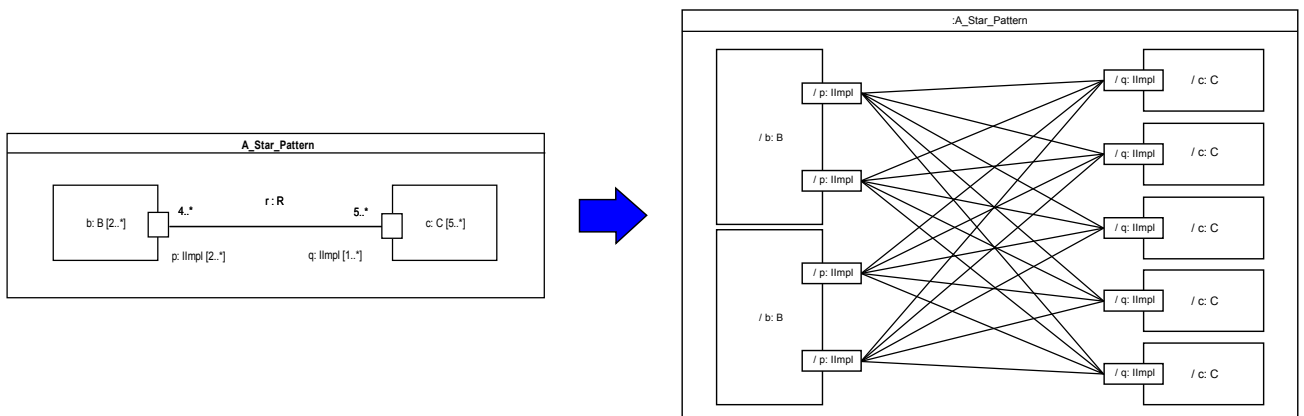 A_Star_Pattern
b: B [2..*]
4..*
r : R
5..*
c: C [5..*]
p: IImpl [2..*]
q: IImpl [1..*]
:A_Star_Pattern
/ b: B
/ p: IImpl
/ p: IImpl
/ b: B
/ p: IImpl
/ p: IImpl
/ q: IImpl
/ c: C
/ q: IImpl
/ c: C
/ q: IImpl
/ c: C
/ q: IImpl
/ c: C
/ q: IImpl
/ c: C